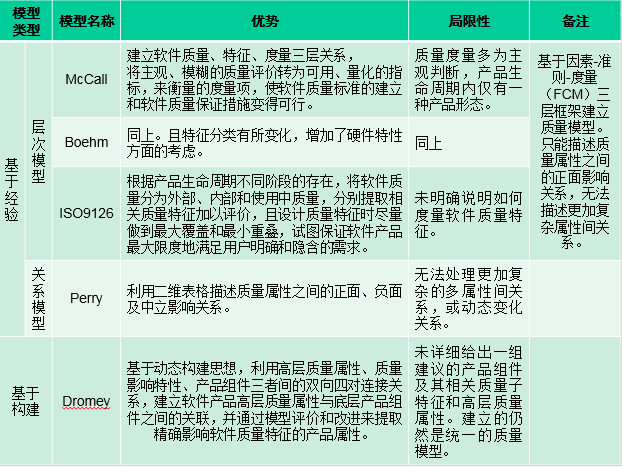 模型
类型
模型名称
优势
局限性
备注
基于经验
层次模型
McCall
建立软件质量、特征、度量三层关系，
将主观、模糊的质量评价转为可用、量化的指
标，来衡量的度量项，使软件质量标准的建立
和软件质量保证措施变得可行。
质量度量多为主
观判断，产品生
命周期内仅有一
种产品形态。
基于因素-准
则-度量
（FCM）三
层框架建立
质量模型。
只能描述质
量属性之间
的正面影响
关系，无法
描述更加复
杂属性间关
系。
Boehm
同上。且特征分类有所变化，增加了硬件特性
方面的考虑。
同上
ISO9126
根据产品生命周期不同阶段的存在，将软件质
量分为外部、内部和使用中质量，分别提取相
关质量特征加以评价，且设计质量特征时尽量
做到最大覆盖和最小重叠，试图保证软件产品
最大限度地满足用户明确和隐含的需求。
未明确说明如何
度量软件质量特
征。
关系模型
Perry
利用二维表格描述质量属性之间的正面、负面
及中立影响关系。
无法处理更加复
杂的多属性间关
系，或动态变化
关系。
基于
构建
Dromey
基于动态构建思想，利用高层质量属性、质量
影响特性、产品组件三者间的双向四对连接关
系，建立软件产品高层质量属性与底层产品组
件之间的关联，并通过模型评价和改进来提取
精确影响软件质量特征的产品属性。
未详细给出一组
建议的产品组件
及其相关质量子
特征和高层质量
属性。建立的仍
然是统一的质量
模型。